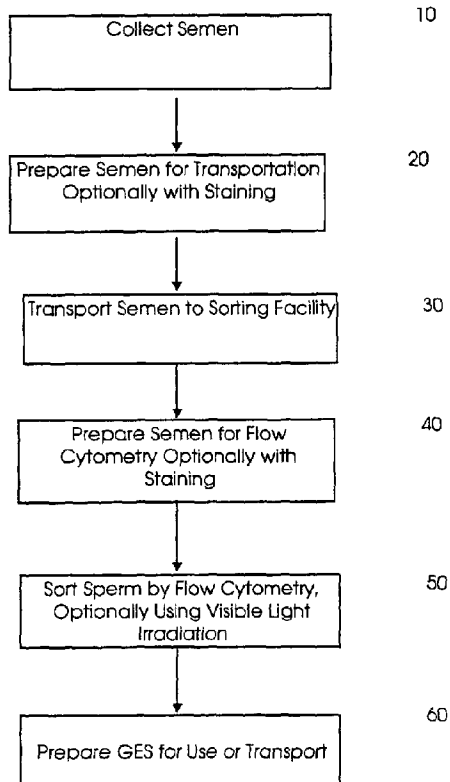 10
Collect Semen
20
Prepare Semen for Transportation
Optionally with Staining
30
Transport Semen to Sorting Facility
40
Prepare Semen for Flow
Cytometry Optionally with
Staining
50
Sort Sperm by Flow Cytometry,
Optionally Using Visible Light
Irradiation
60
Prepare GES for Use or Transport